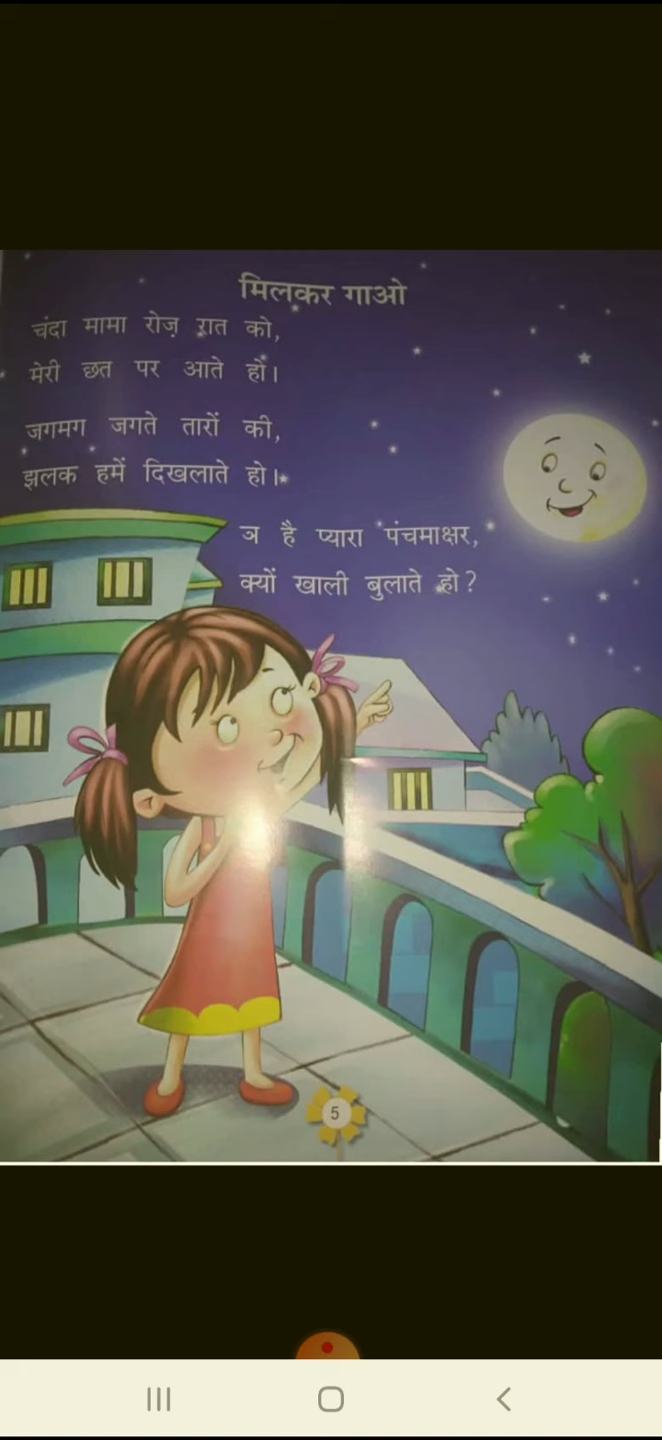 मिलकर गाओ
चंदा मामा रोज़ रात को,
मेरी छत पर आते हो।
जगमग जगते तारों की,
झलक हमें दिखलाते हो।
ञ है प्यारा पंचमाक्षर,
क्यों खाली बुलाते हो?
5